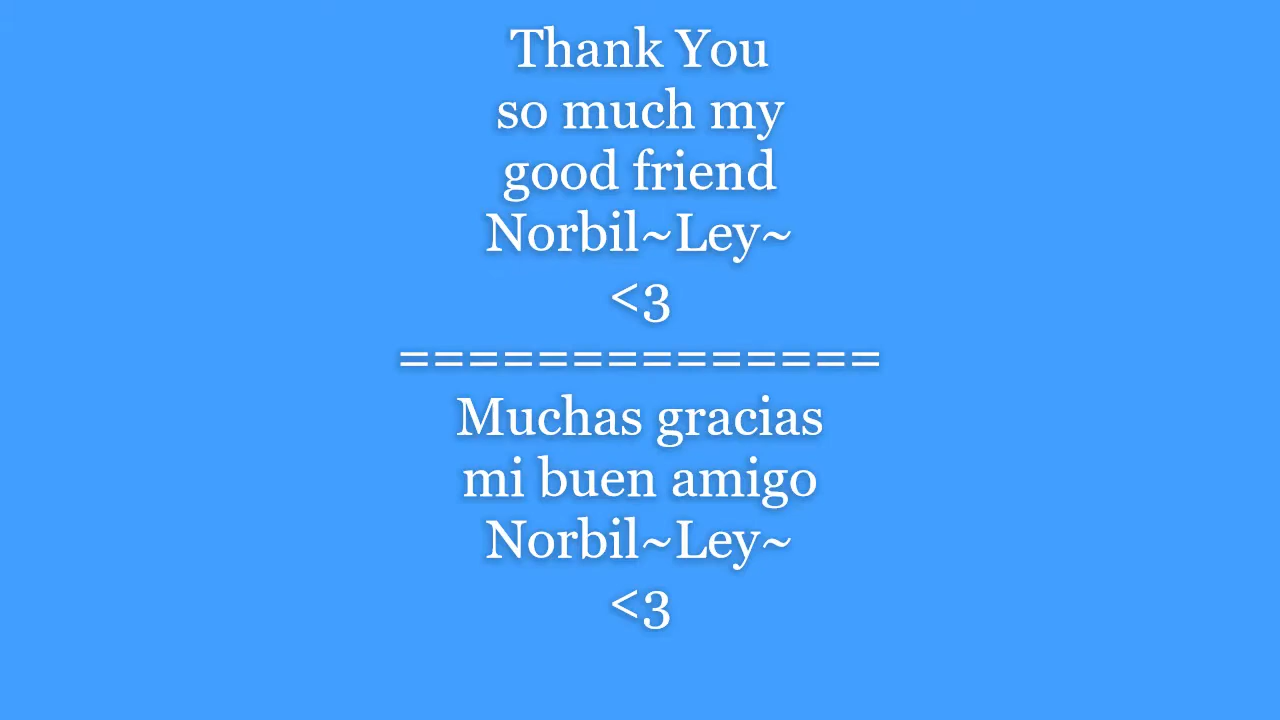 Thank You
so much my
good friend
Norbil~Ley~
<3
==============
Muchas gracias
mi buen amigo
Norbil~Ley~
<3